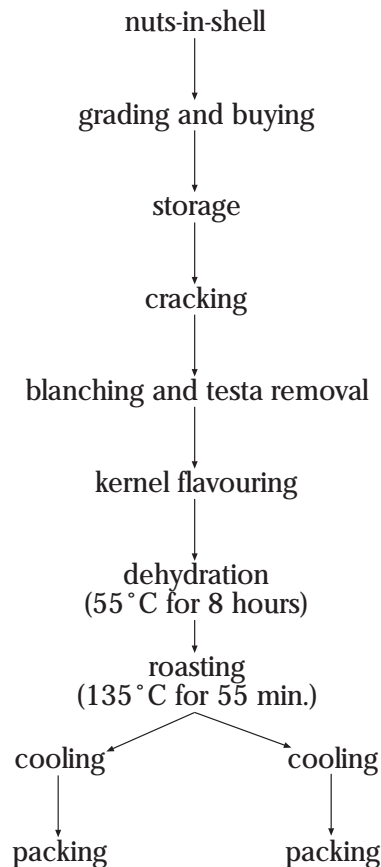 nuts-in-shell
grading and buying
storage
cracking
blanching and testa removal
kernel flavouring
dehydration
(55˚C for 8 hours)
roasting
(135˚C for 55 min.)
cooling
cooling
packing
packing